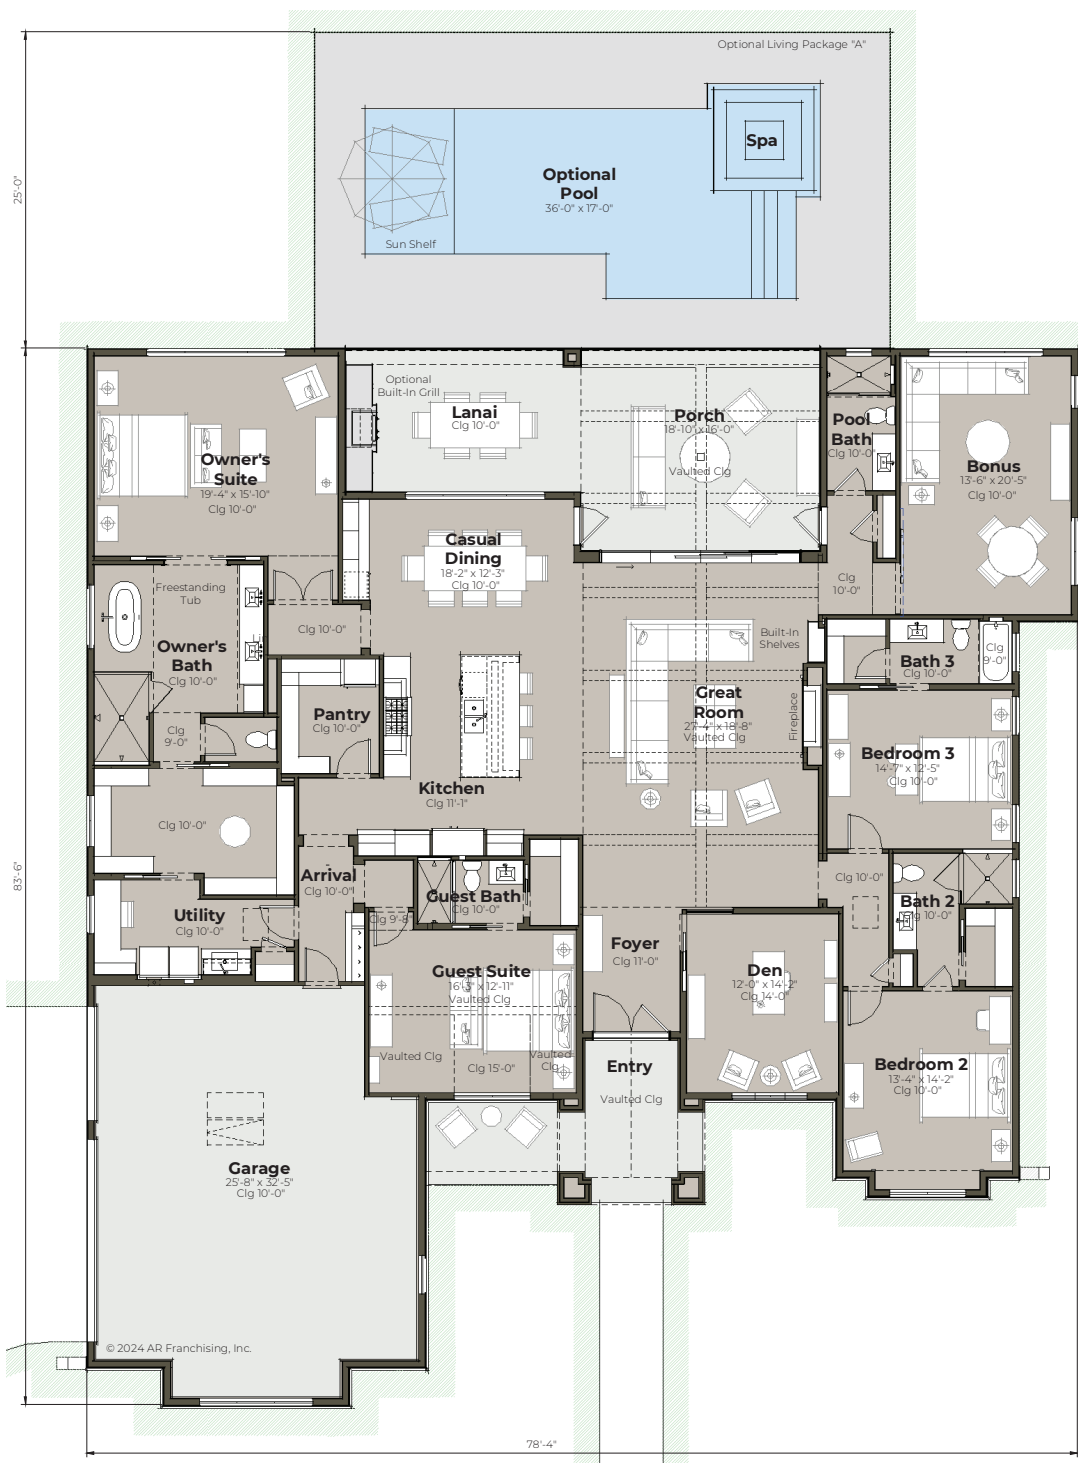 Optional Living Package "A"
Spa
Optional
Pool
36'-0" x 17'-0"
Sun Shelf
25'-0"
Optional
Built-In Grill
Lanai
Clg 10'-0"
Porch
18'-10" x 16'-0"
Vaulted Clg
Pool
Bath
Clg 10'-0"
Bonus
13'-6" x 20'-5"
Clg 10'-0"
Owner's
Suite
19'-4" x 15'-10"
Clg 10'-0"
Casual
Dining
18'-2" x 12'-3"
Clg 10'-0"
Clg
10'-0"
Freestanding
Tub
Owner's
Bath
Clg 10'-0"
Clg 10'-0"
Built-In
Shelves
Bath 3
Clg 10'-0"
Clg
9'-0"
Pantry
Clg 10'-0"
Great
Room
27'-4" x 18'-8"
Vaulted Clg
Fireplace
Clg
9'-0"
Bedroom 3
14'-7" x 12'-5"
Clg 10'-0"
Kitchen
Clg 11'-1"
Clg 10'-0"
83'-6"
Arrival
Clg 10'-0"
Guest Bath
Clg 10'-0"
Clg 9'-8"
Clg 10'-0"
Bath 2
Clg 10'-0"
Utility
Clg 10'-0"
Foyer
Clg 11'-0"
Guest Suite
16'-3" x 12'-11"
Vaulted Clg
Vaulted Clg
Clg 15'-0"
Vaulted
Clg
Den
12'-0" x 14'-2"
Clg 14'-0"
Entry
Vaulted Clg
Bedroom 2
13'-4" x 14'-2"
Clg 10'-0"
Garage
25'-8" x 32'-5"
Clg 10'-0"
© 2024 AR Franchising, Inc.
78'-4"